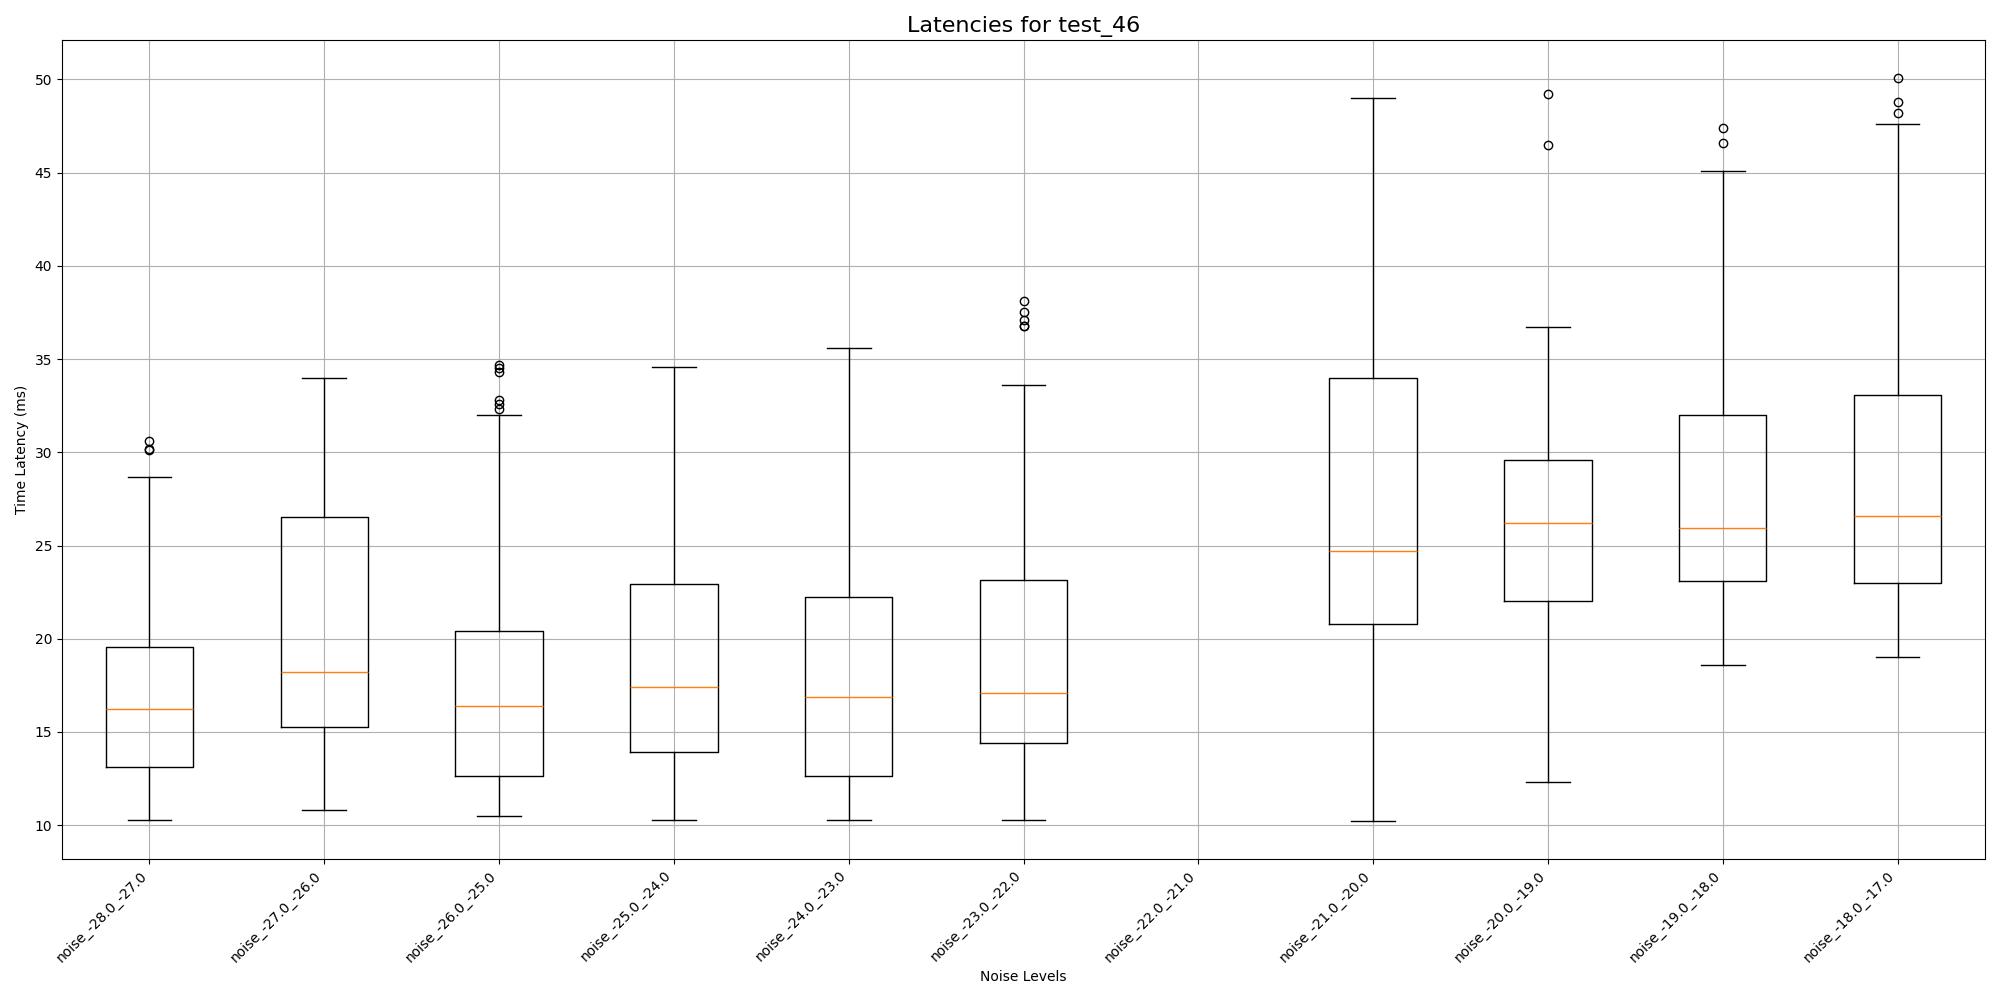 Latencies for test_46
Time Latency (ms)
50
45
40
35
30
25
20
15
10
noise_-28.0_-27.0
noise_-27.0_-26.0
noise_-26.0_-25.0
noise_-25.0_-24.0
noise_-24.0_-23.0
noise_-23.0_-22.0
noise_-22.0_-21.0
noise_-21.0_-20.0
noise_-20.0_-19.0
noise_-19.0_-18.0
noise_-18.0_-17.0
Noise Levels